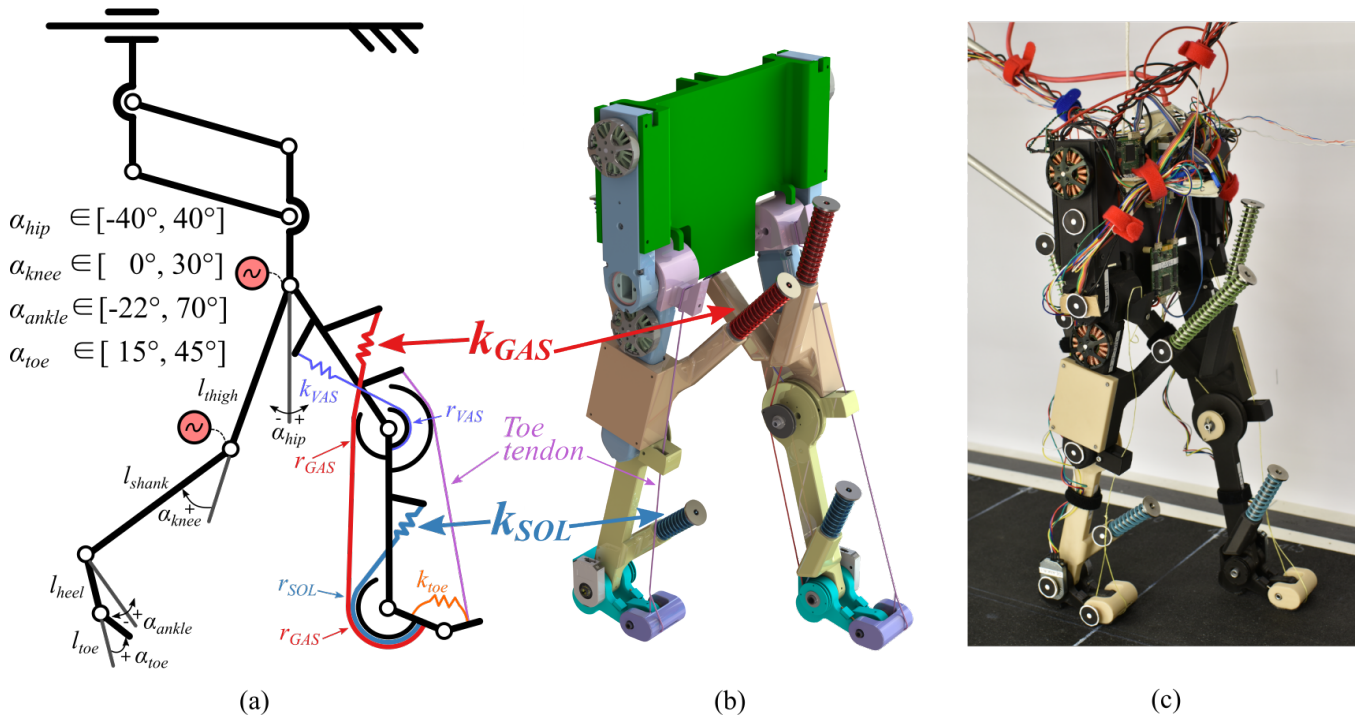 α_hip ∈[-40°, 40°]
α_knee ∈[ 0°, 30°]
α_ankle ∈[-22°, 70°]
α_toe ∈[ 15°, 45°]
k_GAS
k_VAS
l_thigh
r_VAS
- +
α_hip
r_GAS
Toe
tendon
l_shank
+
α_knee
k_SOL
k_toe
l_heel
r_SOL
- +
α_ankle
r_GAS
l_toe
+
α_toe
(a)
(b)
(c)